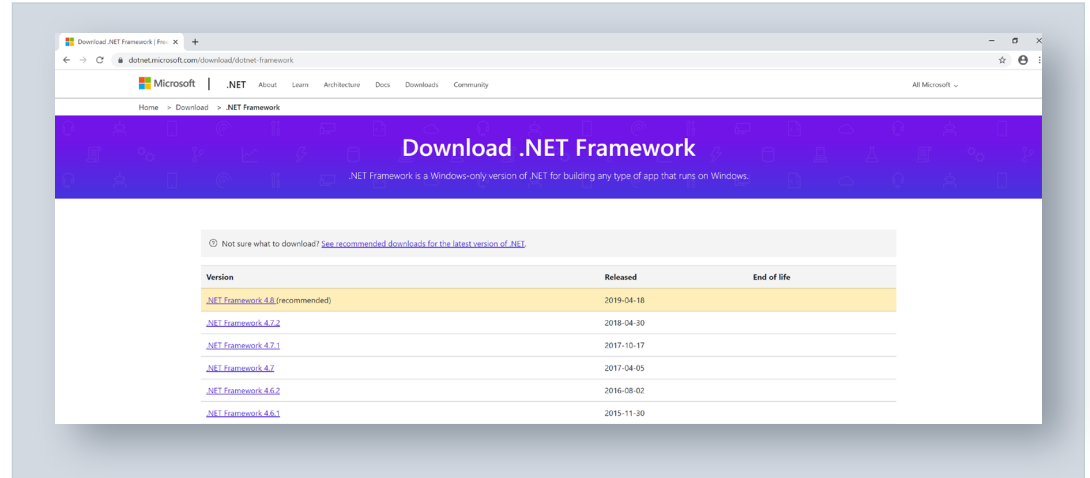 Download .NET Framework | Fre
dotnet.microsoft.com/download/dotnet-framework
Microsoft | .NET About Learn Architecture Docs Downloads Community All Microsoft
Home > Download > .NET Framework
Download .NET Framework
.NET Framework is a Windows-only version of .NET for building any type of app that runs on Windows.
Not sure what to download? See recommended downloads for the latest version of .NET.
Version Released End of life
.NET Framework 4.8 (recommended) 2019-04-18
.NET Framework 4.7.2 2018-04-30
.NET Framework 4.7.1 2017-10-17
.NET Framework 4.7 2017-04-05
.NET Framework 4.6.2 2016-08-02
.NET Framework 4.6.1 2015-11-30